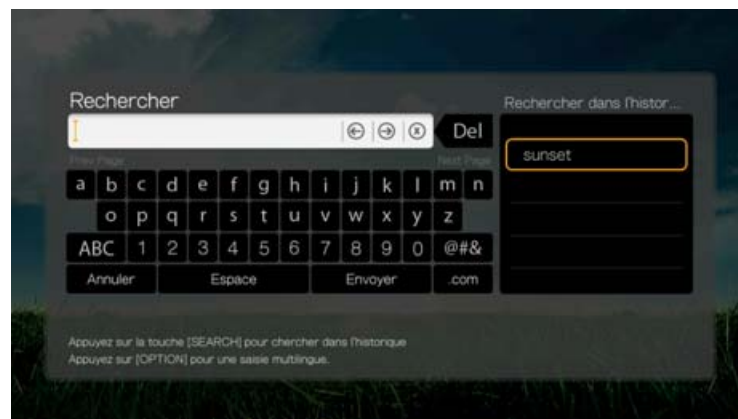 Rechercher
Rechercher dans l'histor...
Del
Prev Page
Next Page
sunset
a b c d e f g h i j k l m n
o p q r s t u v w x y z
ABC 1 2 3 4 5 6 7 8 9 0 @#&
Annuler Espace Envoyer .com
Appuyez sur la touche [SEARCH] pour chercher dans l'historique
Appuyez sur [OPTION] pour une saisie multilingue.